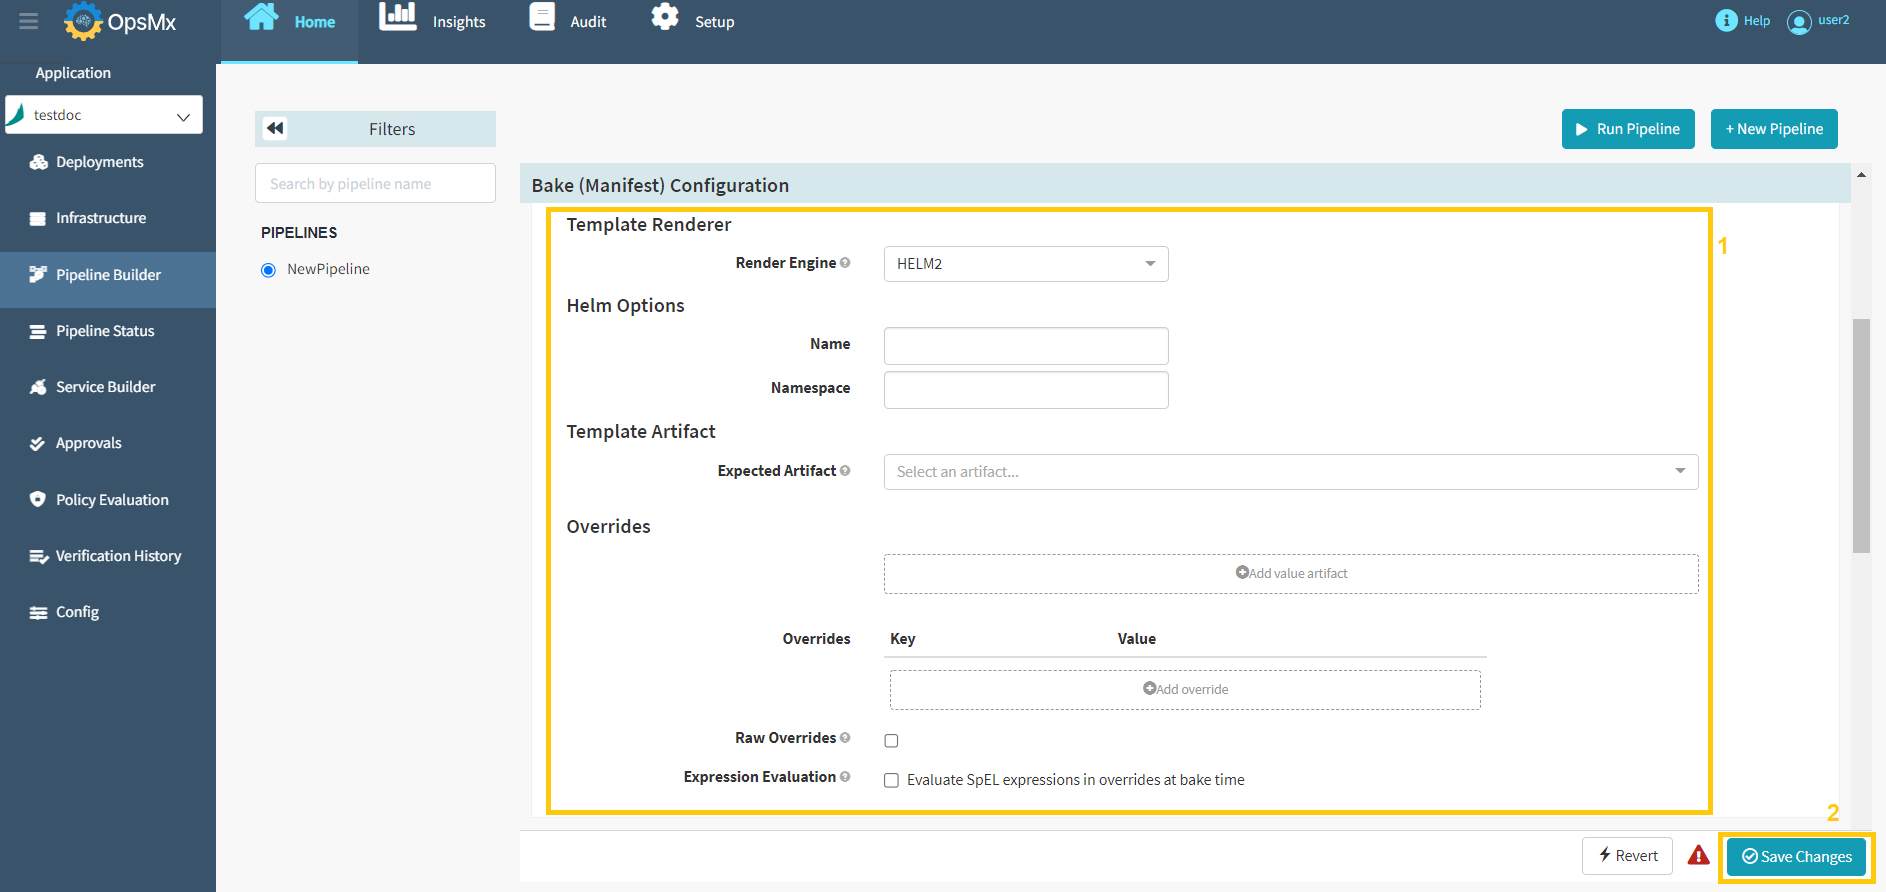 OpsMx
Home
Insights
Audit
Setup
Help
user2
Application
testdoc
Deployments
Infrastructure
Pipeline Builder
Pipeline Status
Service Builder
Approvals
Policy Evaluation
Verification History
Config
Filters
Search by pipeline name
PIPELINES
NewPipeline
Run Pipeline
+ New Pipeline
Bake (Manifest) Configuration
1
Template Renderer
Render Engine
HELM2
Helm Options
Name
Namespace
Template Artifact
Expected Artifact
Select an artifact...
Overrides
Add value artifact
Overrides
Key
Value
Add override
Raw Overrides
Expression Evaluation
Evaluate SpEL expressions in overrides at bake time
2
Revert
Save Changes